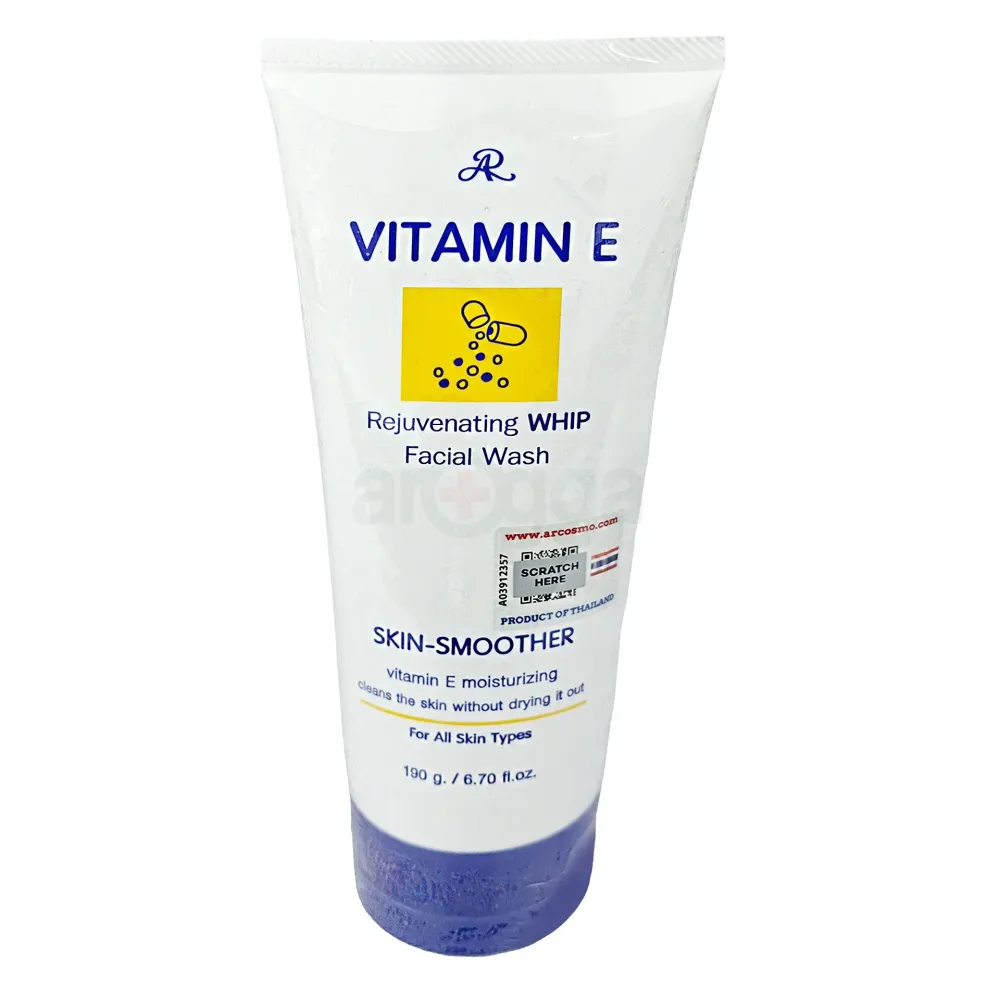 AR
VITAMIN E
Rejuvenating WHIP
Facial Wash
arogga
www.arcosmo.com
A03912357
SCRATCH
HERE
PRODUCT OF THAILAND
SKIN-SMOOTHER
vitamin E moisturizing
cleans the skin without drying it out
For All Skin Types
190 g. / 6.70 fl.oz.